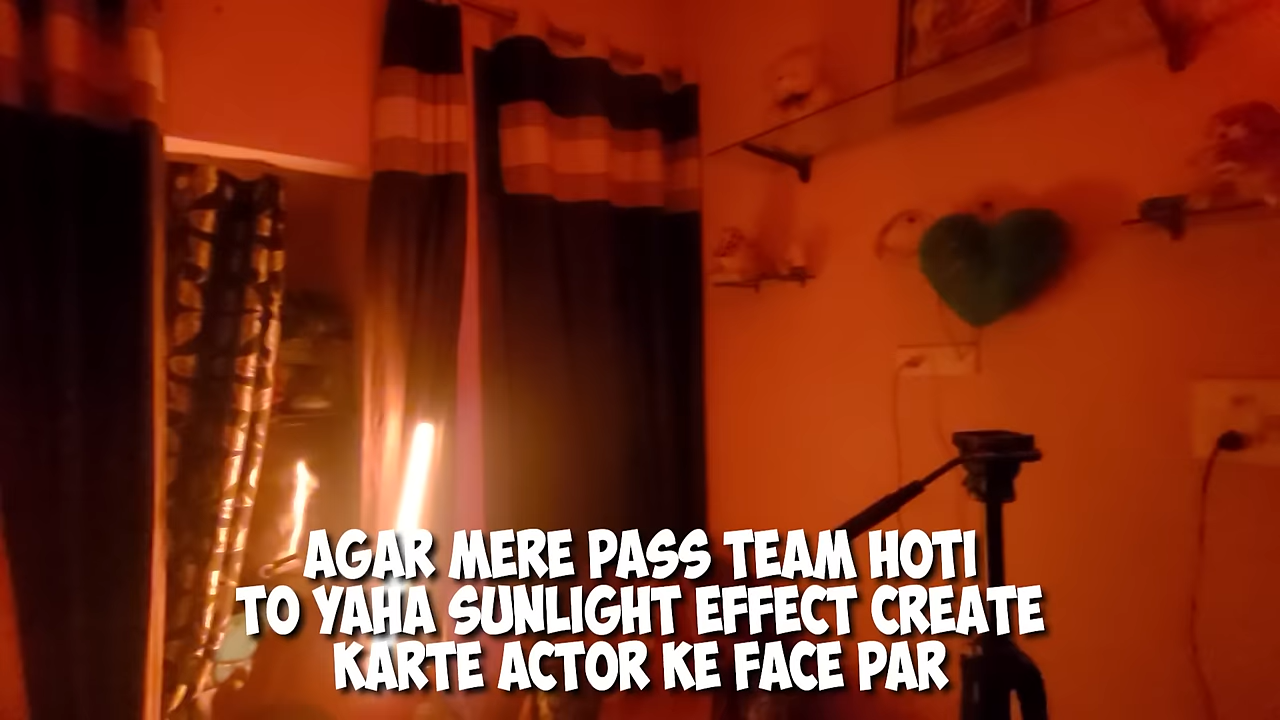 AGAR MERE PASS TEAM HOTI
TO YAHA SUNLIGHT EFFECT CREATE
KARTE ACTOR KE FACE PAR